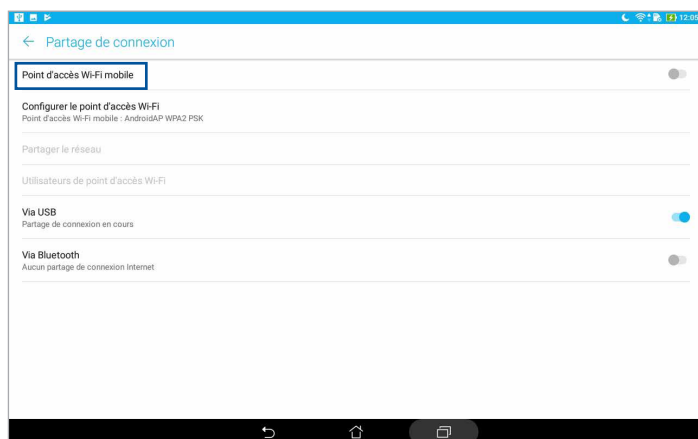 12:05
Partage de connexion
Point d'accès Wi-Fi mobile
Configurer le point d'accès Wi-Fi
Point d'accès Wi-Fi mobile : AndroidAP WPA2 PSK
Partager le réseau
Utilisateurs de point d'accès Wi-Fi
Via USB
Partage de connexion en cours
Via Bluetooth
Aucun partage de connexion Internet